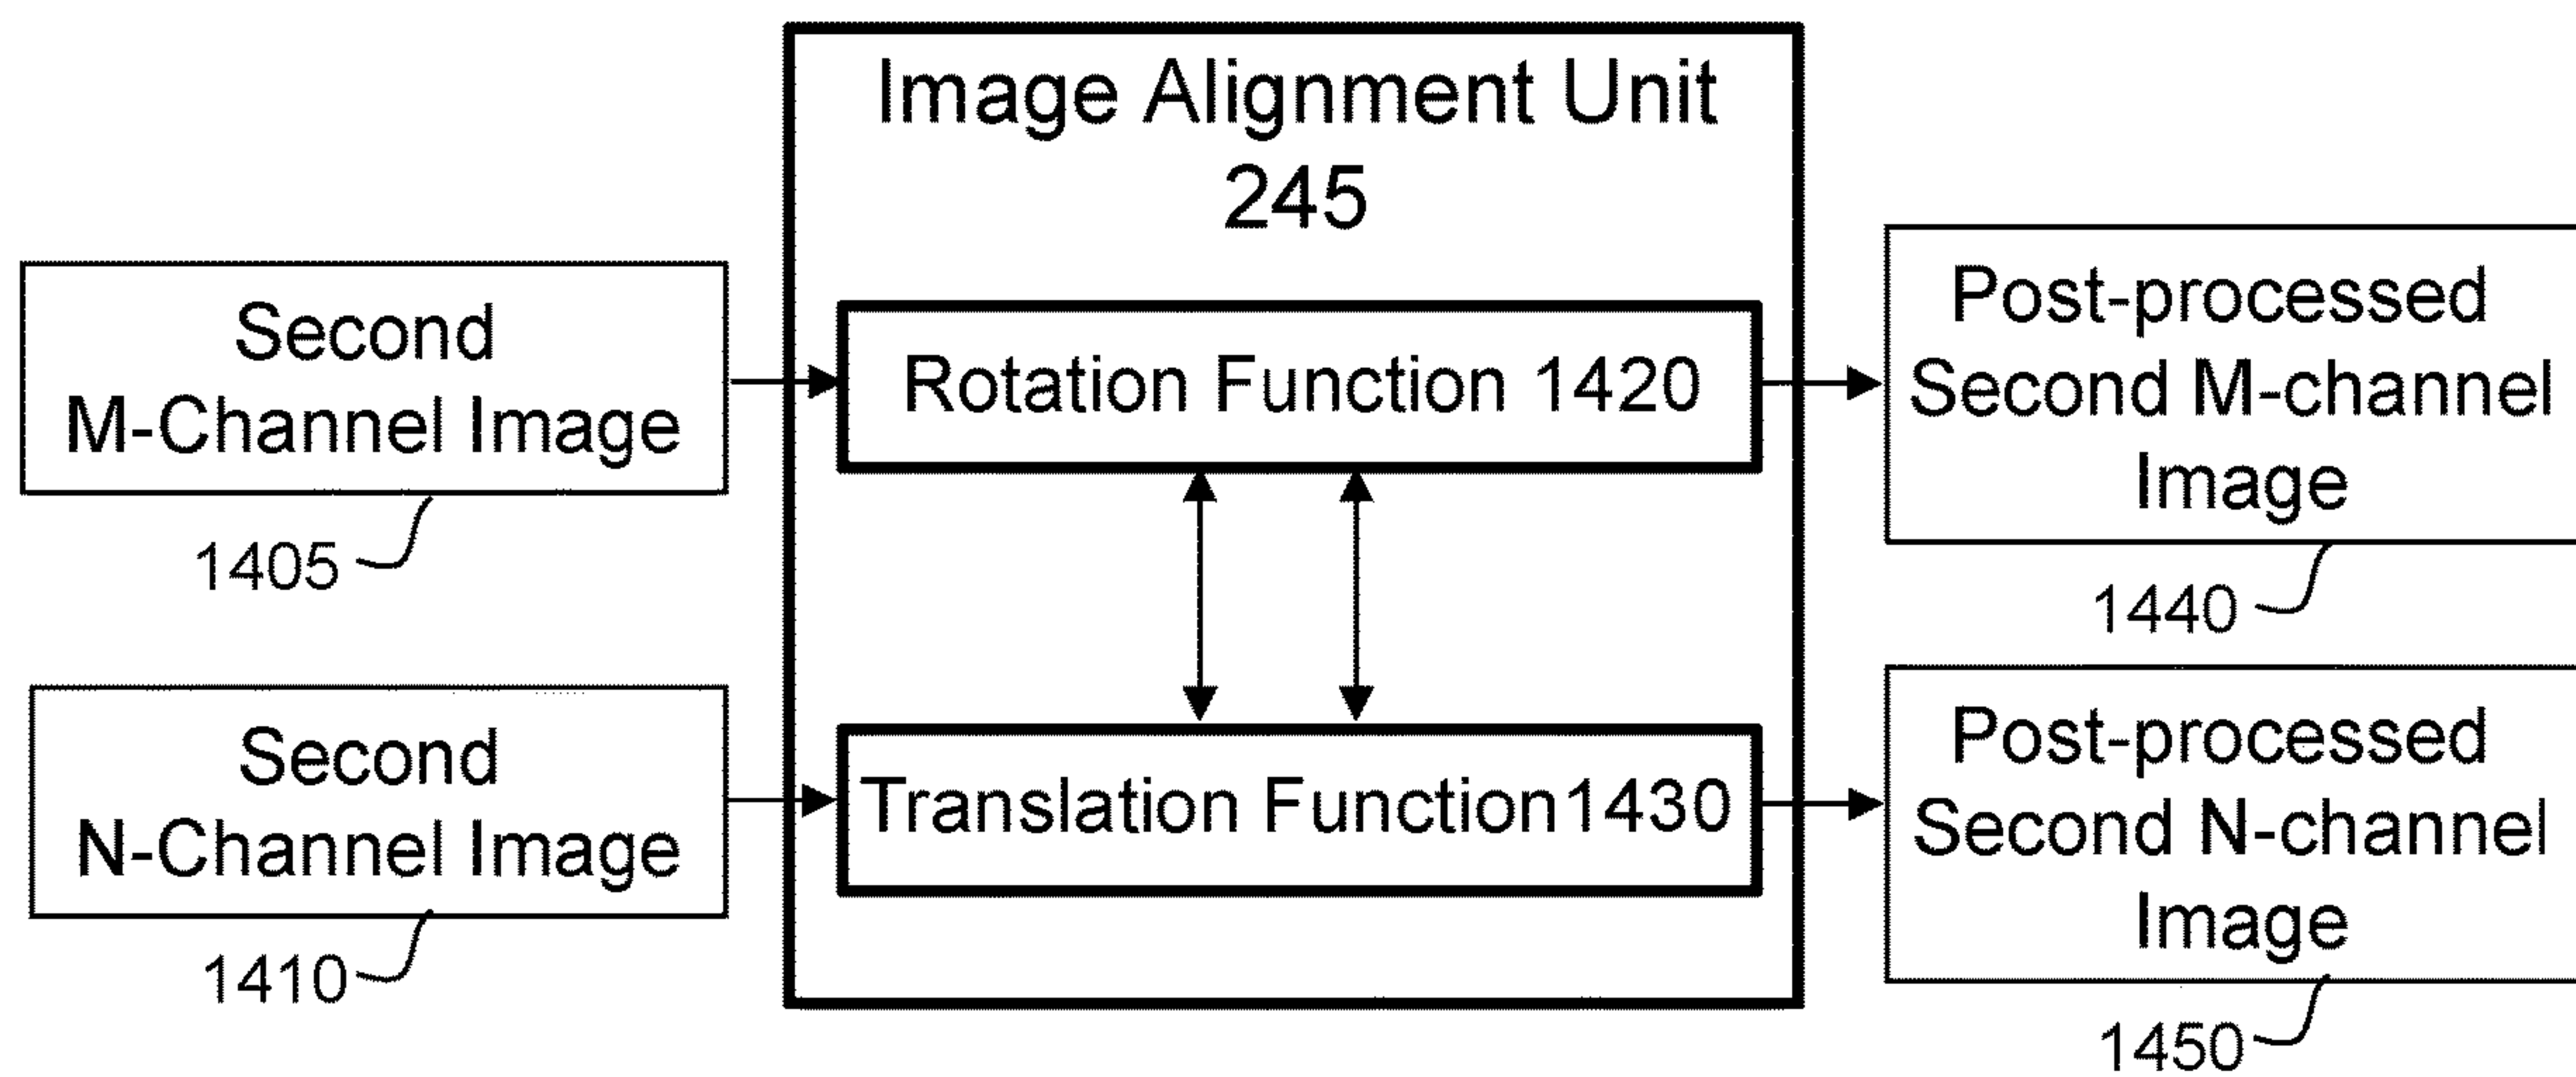 Image Alignment Unit
245
Second
M-Channel Image
1405
Rotation Function 1420
Post-processed
Second M-channel
Image
1440
Second
N-Channel Image
1410
Translation Function1430
Post-processed
Second N-channel
Image
1450